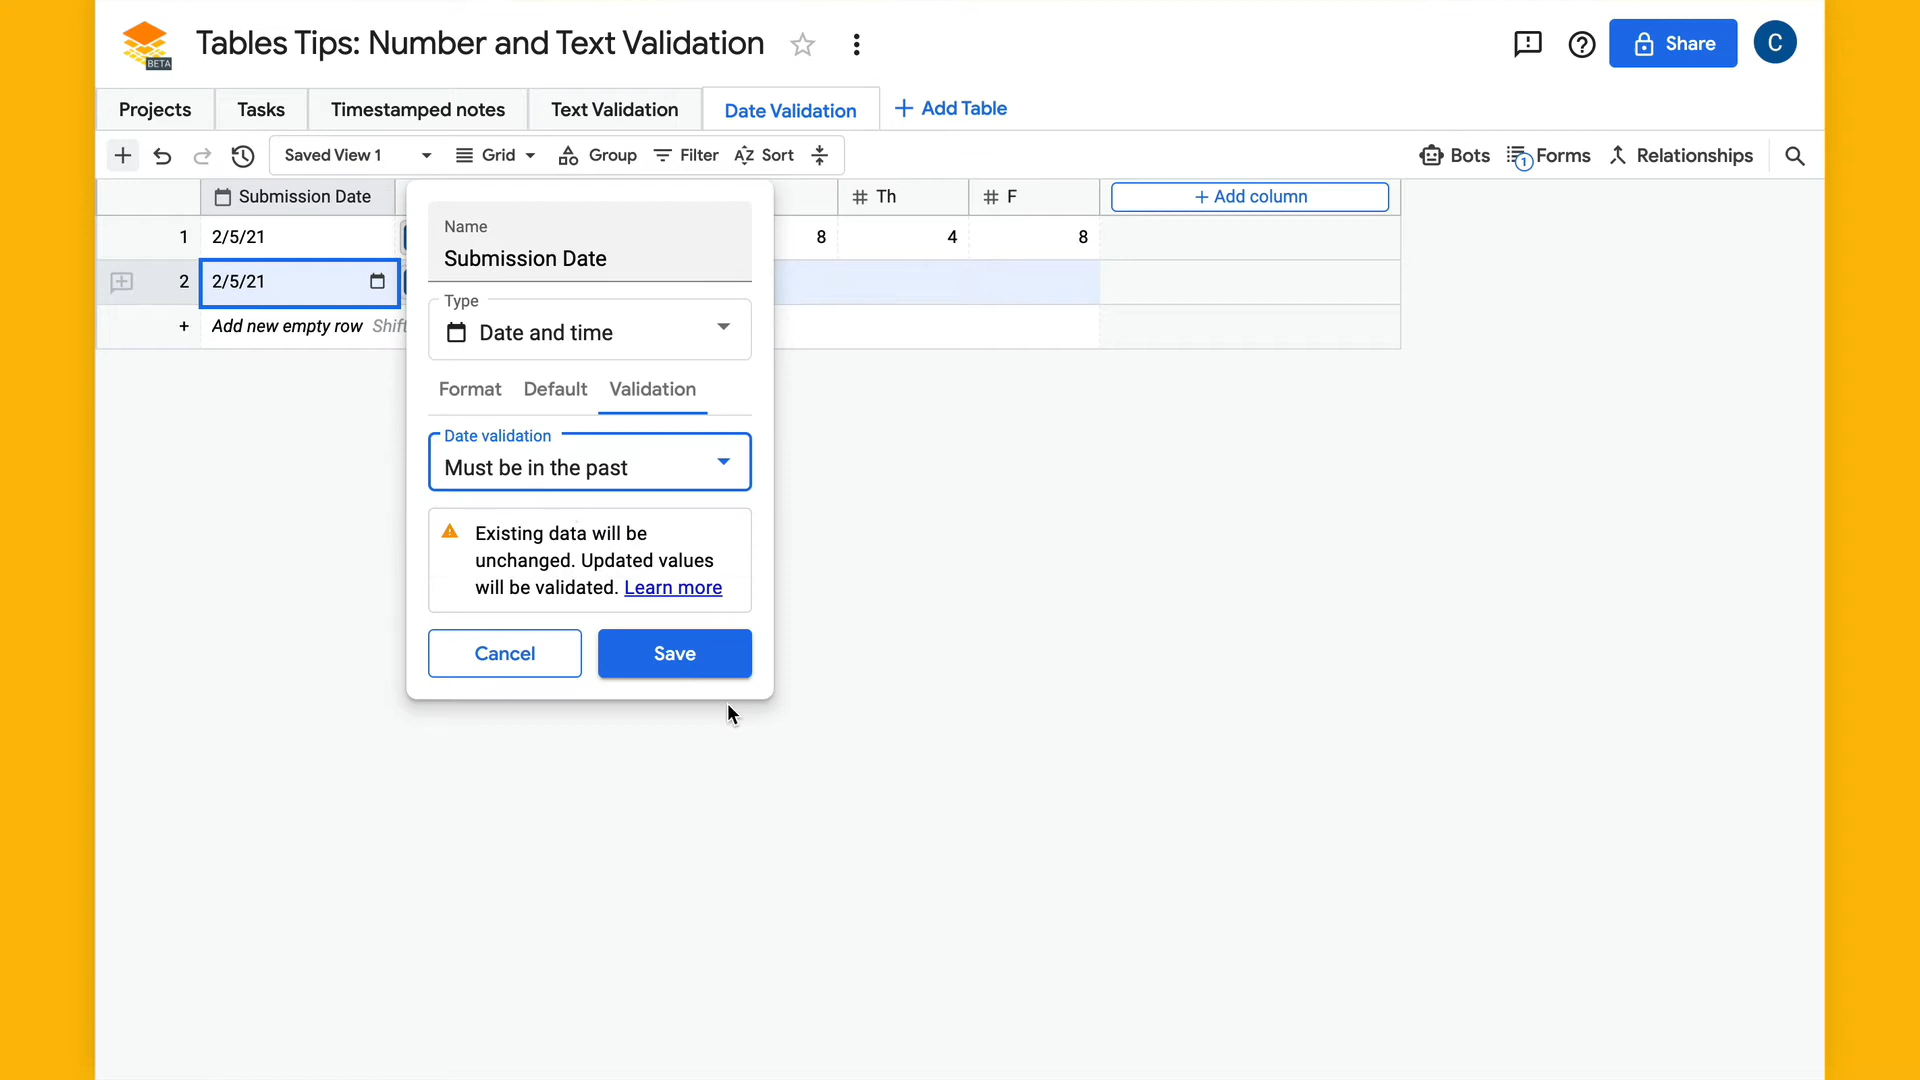 BETA
Tables Tips: Number and Text Validation
Share
C
Projects
Tasks
Timestamped notes
Text Validation
Date Validation
+ Add Table
Saved View 1
Grid
Group
Filter
AZ Sort
Bots
1 Forms
Relationships
Submission Date
# Th
# F
+ Add column
1 2/5/21
8
4
8
2 2/5/21
+ Add new empty row Shift
Name
Submission Date
Type
Date and time
Format
Default
Validation
Date validation
Must be in the past
Existing data will be
unchanged. Updated values
will be validated. Learn more
Cancel
Save